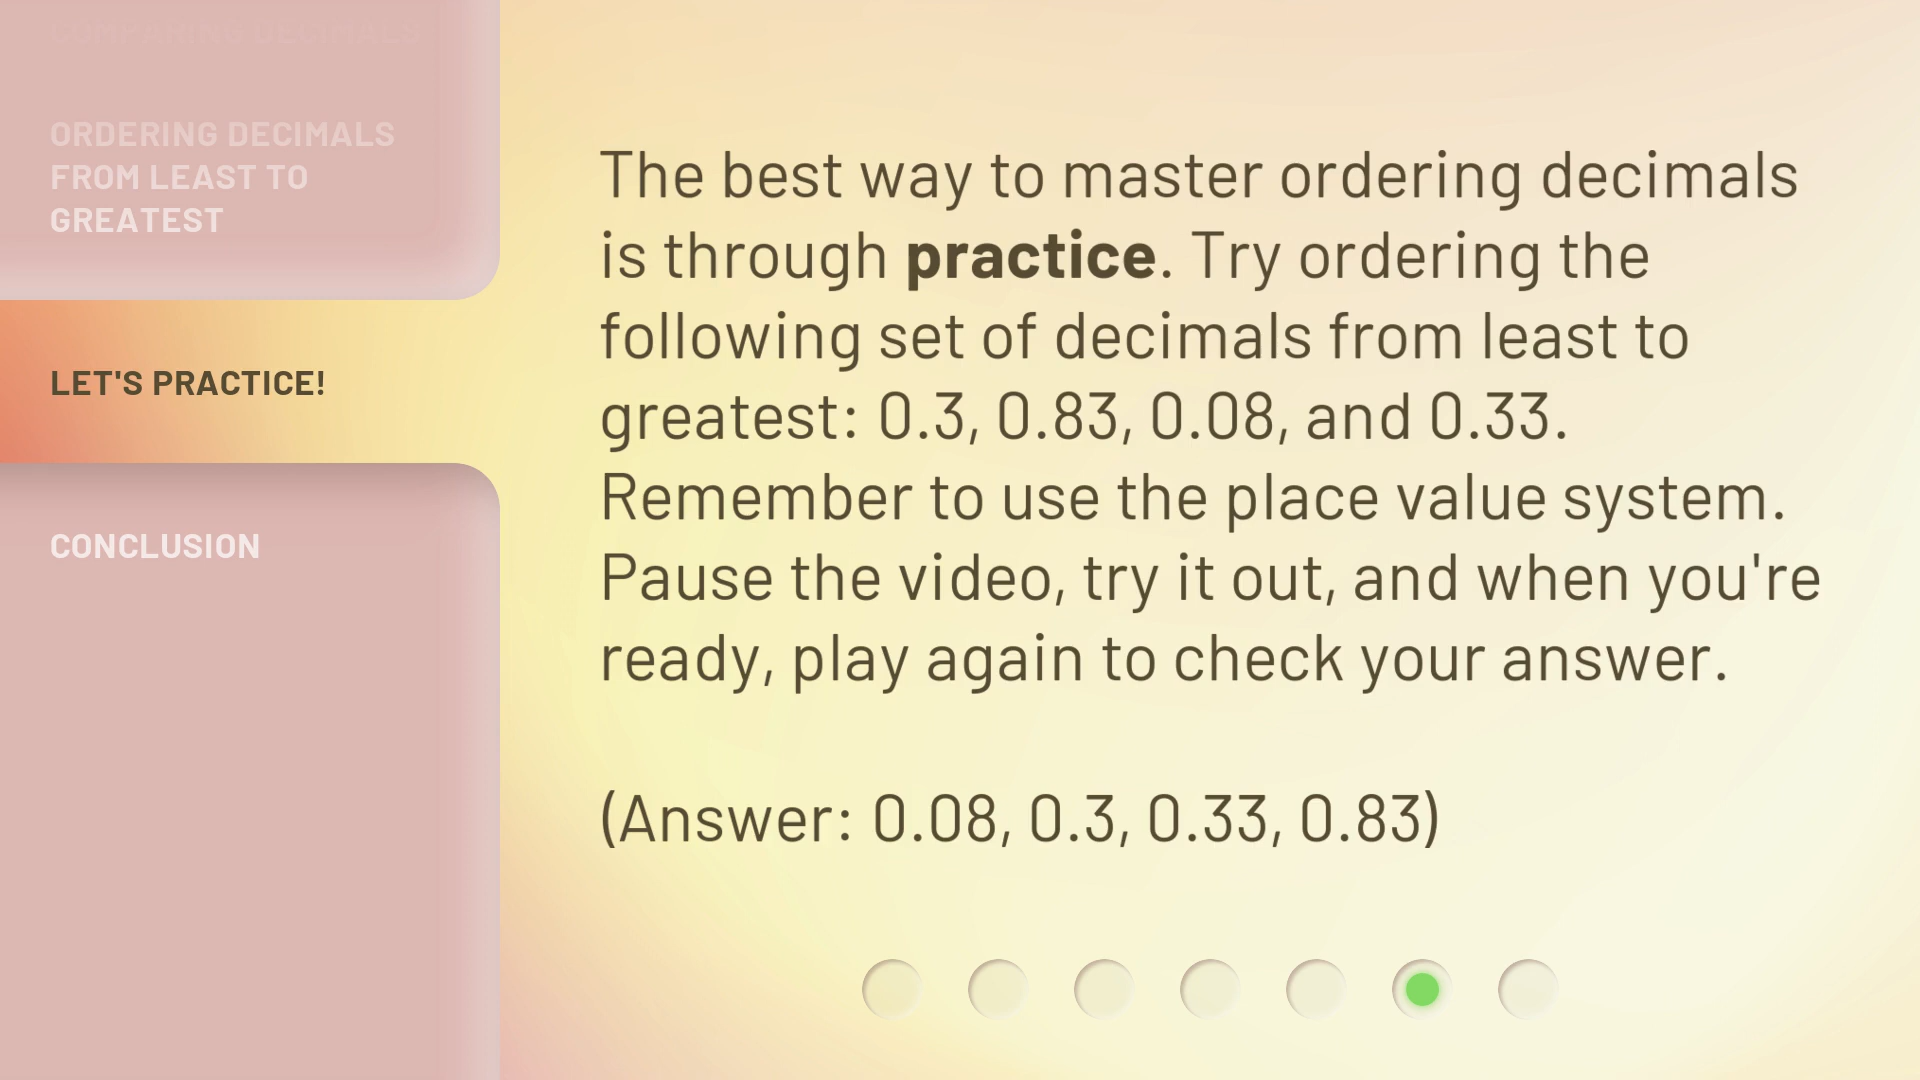 COMPARING DECIMALS
ORDERING DECIMALS
FROM LEAST TO
GREATEST
LET'S PRACTICE!
CONCLUSION
The best way to master ordering decimals
is through practice. Try ordering the
following set of decimals from least to
greatest: 0.3, 0.83, 0.08, and 0.33.
Remember to use the place value system.
Pause the video, try it out, and when you're
ready, play again to check your answer.
(Answer: 0.08, 0.3, 0.33, 0.83)